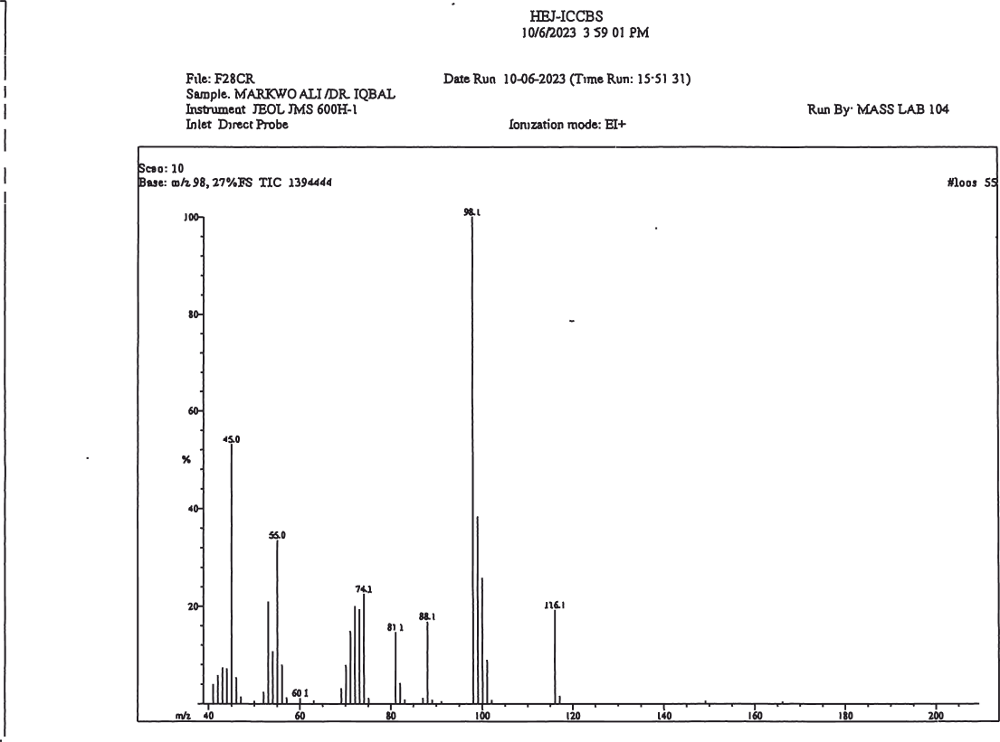 HEJ-ICCBS
10/6/2023 3 59 01 PM
File: F28CR
Date Run 10-06-2023 (Time Run: 15·51 31)
Sample. MARKWO ALI /DR. IQBAL
Instrument JEOL JMS 600H-1
Run By· MASS LAB 104
Inlet Direct Probe
Ionization mode: EI+
Scan: 10
Base: m/z 98, 27%FS TIC 1394444
#Ions 55
98.1
100
80
60
45.0
%
40
55.0
74.1
116.1
20
88.1
81 1
60 1
m/z 40 60 80 100 120 140 160 180 200